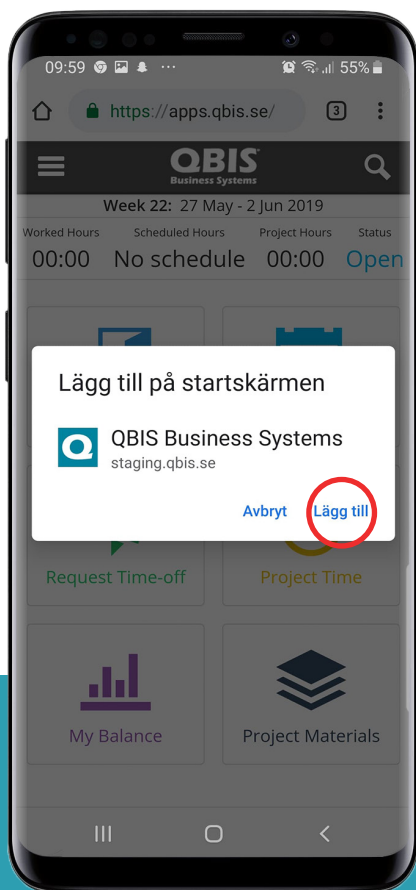 09:59 55%
https://apps.qbis.se/ 3
QBIS
Business Systems
Week 22: 27 May - 2 Jun 2019
Worked Hours Scheduled Hours Project Hours Status
00:00 No schedule 00:00 Open
Lägg till på startskärmen
QBIS Business Systems
staging.qbis.se
Avbryt Lägg till
Request Time-off Project Time
My Balance Project Materials